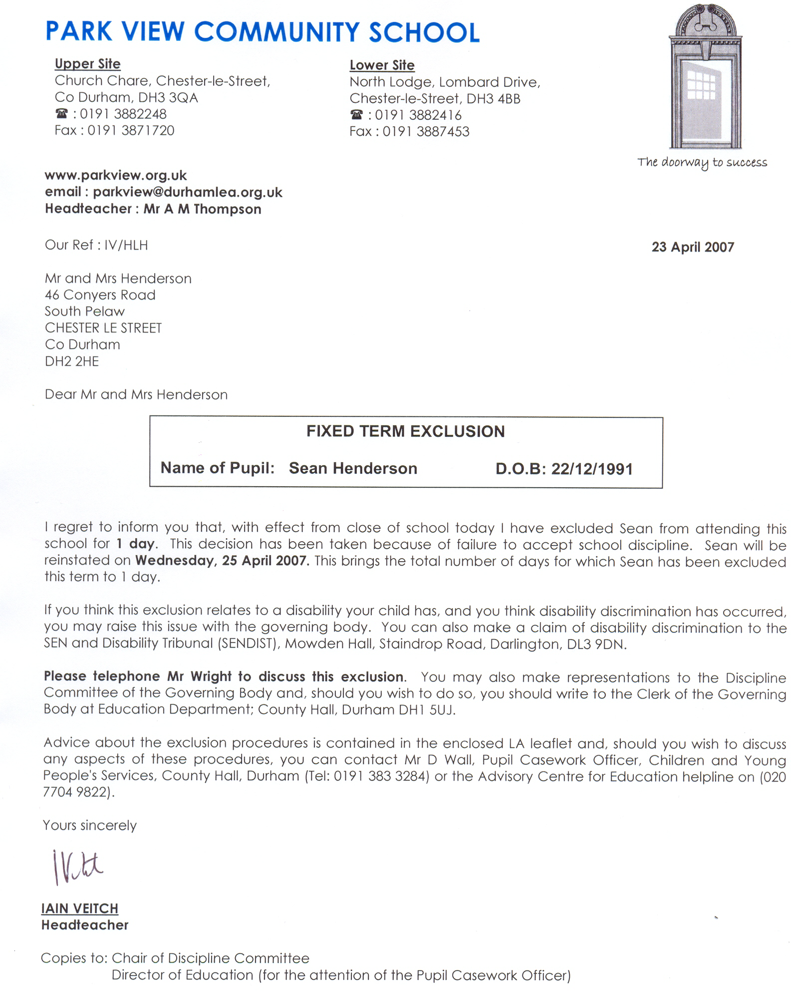 PARK VIEW COMMUNITY SCHOOL
Upper Site
Church Chare, Chester-le-Street,
Co Durham, DH3 3QA
☎ : 0191 3882248
Fax : 0191 3871720
Lower Site
North Lodge, Lombard Drive,
Chester-le-Street, DH3 4BB
☎ : 0191 3882416
Fax : 0191 3887453
The doorway to success
www.parkview.org.uk
email : parkview@durhamlea.org.uk
Headteacher : Mr A M Thompson
Our Ref : IV/HLH
23 April 2007
Mr and Mrs Henderson
46 Conyers Road
South Pelaw
CHESTER LE STREET
Co Durham
DH2 2HE
Dear Mr and Mrs Henderson
FIXED TERM EXCLUSION
Name of Pupil: Sean Henderson D.O.B: 22/12/1991
I regret to inform you that, with effect from close of school today I have excluded Sean from attending this
school for 1 day. This decision has been taken because of failure to accept school discipline. Sean will be
reinstated on Wednesday, 25 April 2007. This brings the total number of days for which Sean has been excluded
this term to 1 day.
If you think this exclusion relates to a disability your child has, and you think disability discrimination has occurred,
you may raise this issue with the governing body. You can also make a claim of disability discrimination to the
SEN and Disability Tribunal (SENDIST), Mowden Hall, Staindrop Road, Darlington, DL3 9DN.
Please telephone Mr Wright to discuss this exclusion. You may also make representations to the Discipline
Committee of the Governing Body and, should you wish to do so, you should write to the Clerk of the Governing
Body at Education Department; County Hall, Durham DH1 5UJ.
Advice about the exclusion procedures is contained in the enclosed LA leaflet and, should you wish to discuss
any aspects of these procedures, you can contact Mr D Wall, Pupil Casework Officer, Children and Young
People's Services, County Hall, Durham (Tel: 0191 383 3284) or the Advisory Centre for Education helpline on (020
7704 9822).
Yours sincerely
IAIN VEITCH
Headteacher
Copies to: Chair of Discipline Committee
Director of Education (for the attention of the Pupil Casework Officer)